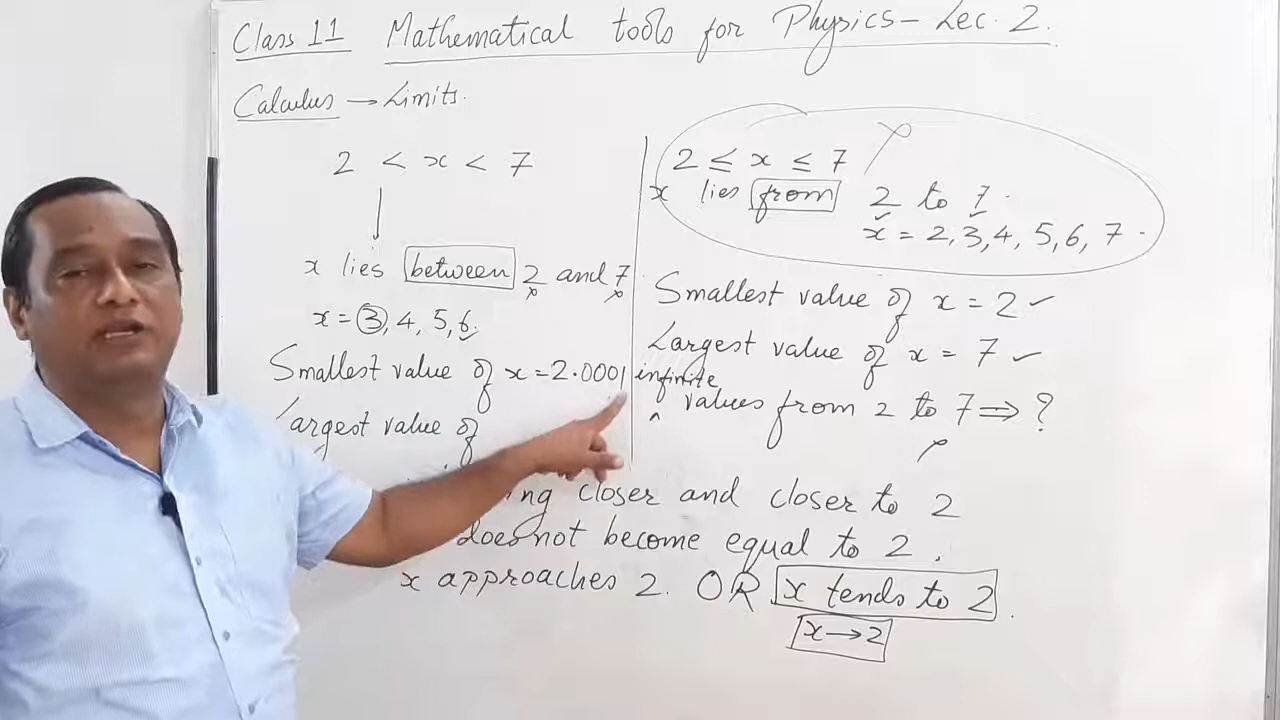 Class 11 Mathematical tools for Physics - Lec. 2.
Calculus → Limits.
2 < x < 7
x lies between 2 and 7.
x = 3, 4, 5, 6.
Smallest value of x = 2.0001
Largest value of
2 ≤ x ≤ 7
x lies from 2 to 7.
x = 2, 3, 4, 5, 6, 7.
Smallest value of x = 2 ✓
Largest value of x = 7 ✓
infinite
^ values from 2 to 7 ⇒ ?
ing closer and closer to 2
does not become equal to 2.
x approaches 2. OR x tends to 2.
x → 2